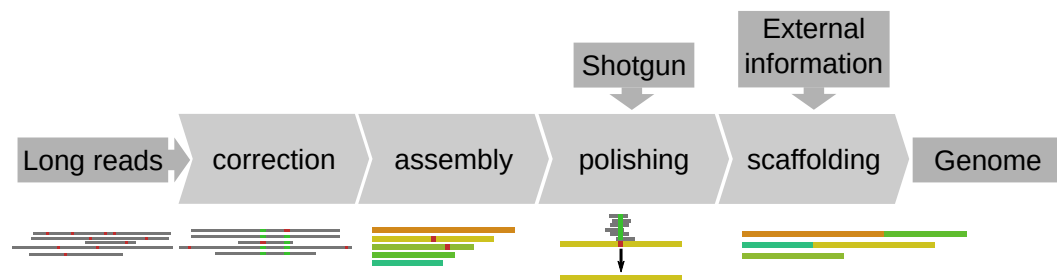 External
information
Shotgun
Long reads
correction
assembly
polishing
scaffolding
Genome